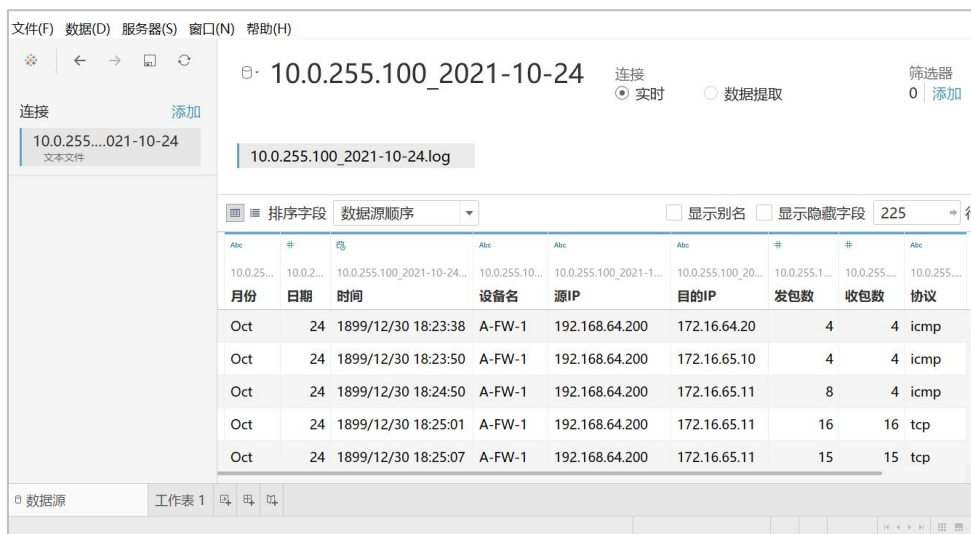 文件(F) 数据(D) 服务器(S) 窗口(N) 帮助(H)
连接 添加
10.0.255....021-10-24
文本文件
10.0.255.100_2021-10-24
连接
实时 数据提取
筛选器
0 添加
10.0.255.100_2021-10-24.log
排序字段 数据源顺序 显示别名 显示隐藏字段 225
Abc # Abc Abc Abc # # Abc
10.0.25... 10.0.2... 10.0.255.100_2021-10-24... 10.0.255.10... 10.0.255.100_2021-1... 10.0.255.100_20... 10.0.255.1... 10.0.255.... 10.0.255....
月份 日期 时间 设备名 源IP 目的IP 发包数 收包数 协议
Oct 24 1899/12/30 18:23:38 A-FW-1 192.168.64.200 172.16.64.20 4 4 icmp
Oct 24 1899/12/30 18:23:50 A-FW-1 192.168.64.200 172.16.65.10 4 4 icmp
Oct 24 1899/12/30 18:24:50 A-FW-1 192.168.64.200 172.16.65.11 8 4 icmp
Oct 24 1899/12/30 18:25:01 A-FW-1 192.168.64.200 172.16.65.11 16 16 tcp
Oct 24 1899/12/30 18:25:07 A-FW-1 192.168.64.200 172.16.65.11 15 15 tcp
数据源 工作表 1